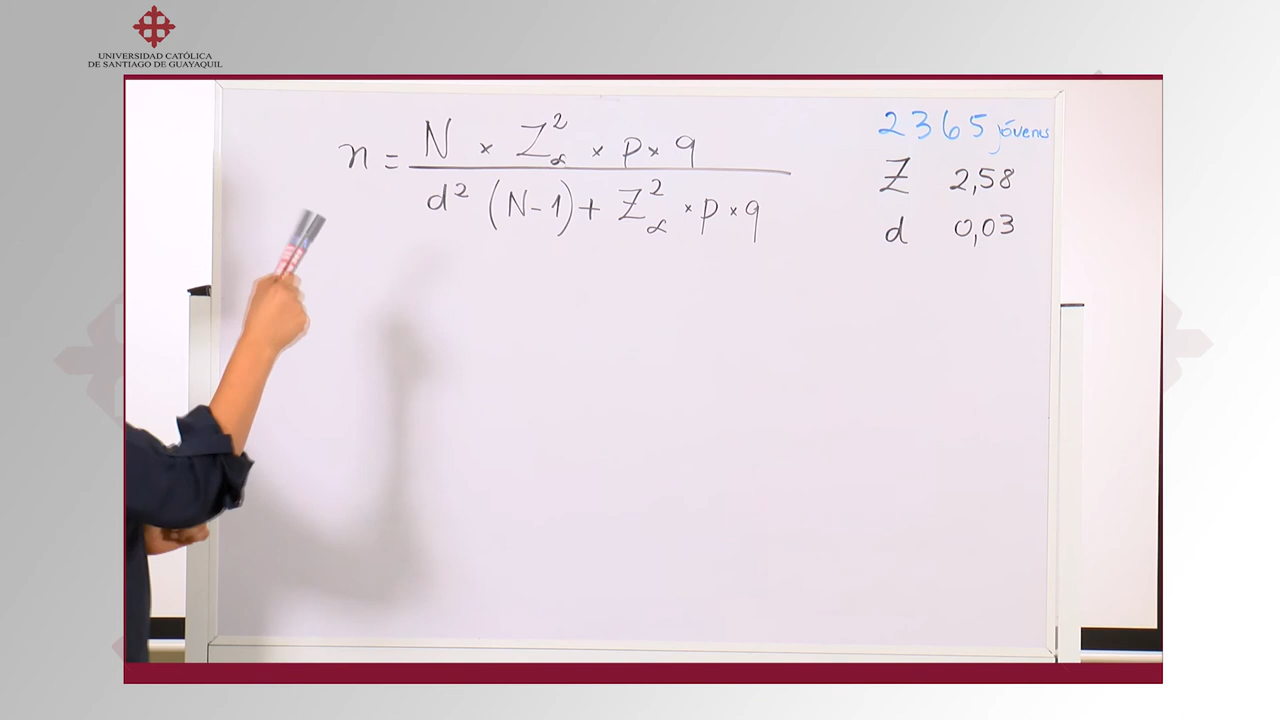 UNIVERSIDAD CATÓLICA
DE SANTIAGO DE GUAYAQUIL
n = N × Z²α × p × q / d² (N-1) + Z²α × p × q
2365 jóvenes
Z 2,58
d 0,03